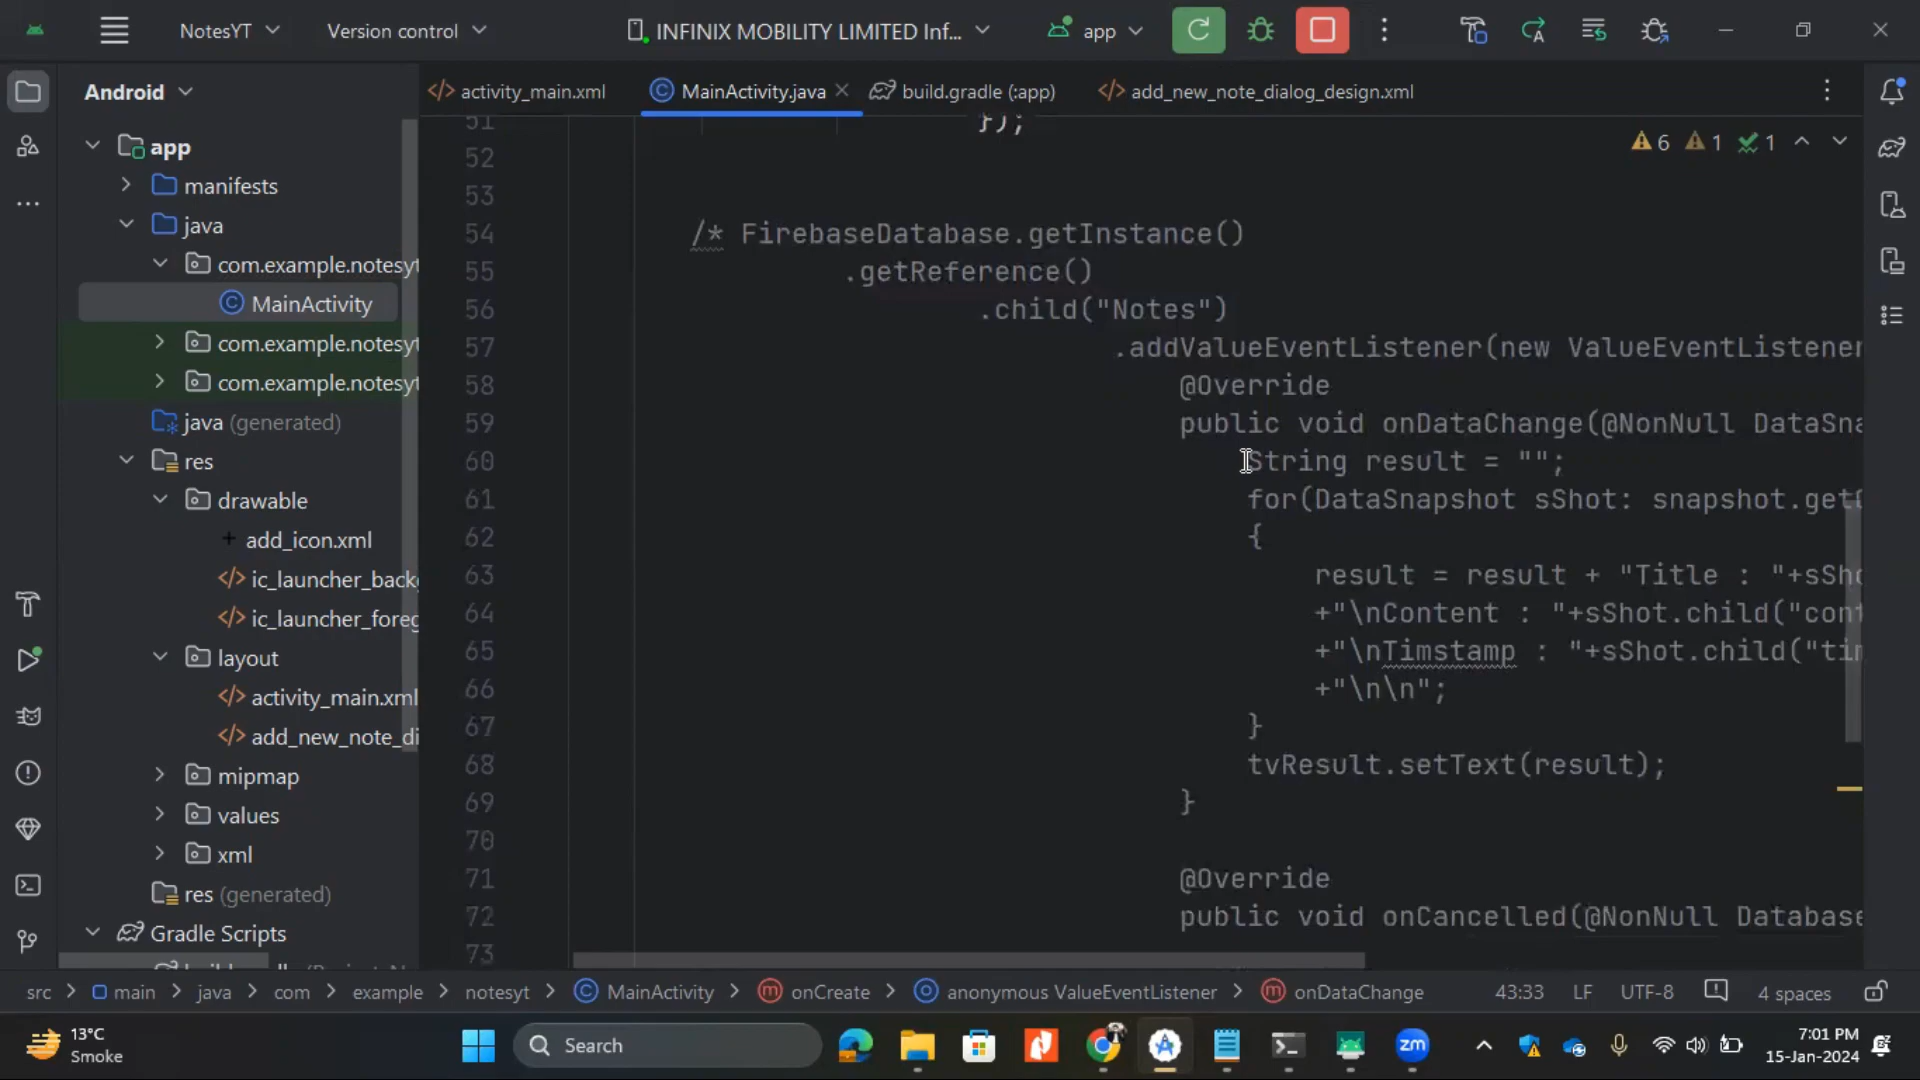 NotesYT
Version control
INFINIX MOBILITY LIMITED Inf...
app
Android
activity_main.xml
MainActivity.java
build.gradle (:app)
add_new_note_dialog_design.xml
6
1
1
app
manifests
java
com.example.notesyt
MainActivity
com.example.notesyt
com.example.notesyt
java (generated)
res
drawable
add_icon.xml
ic_launcher_back
ic_launcher_foreg
layout
activity_main.xml
add_new_note_di
mipmap
values
xml
res (generated)
Gradle Scripts
51 });
52
53
54 /* FirebaseDatabase.getInstance()
55 .getReference()
56 .child("Notes")
57 .addValueEventListener(new ValueEventListener
58 @Override
59 public void onDataChange(@NonNull DataSna
60 String result = "";
61 for(DataSnapshot sShot: snapshot.get
62 {
63 result = result + "Title : "+sSho
64 +"\nContent : "+sShot.child("cont
65 +"\nTimstamp : "+sShot.child("tim
66 +"\n\n";
67 }
68 tvResult.setText(result);
69 }
70
71 @Override
72 public void onCancelled(@NonNull Database
73
src > main > java > com > example > notesyt > MainActivity > onCreate > anonymous ValueEventListener > onDataChange
43:33 LF UTF-8 4 spaces
13°C
Smoke
Search
zm
7:01 PM
15-Jan-2024